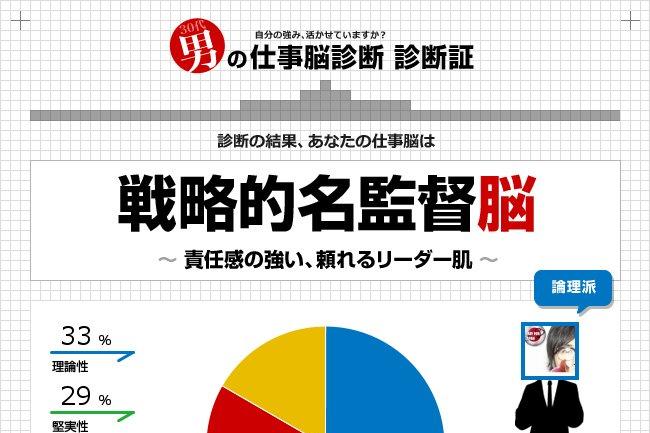 自分の強み、活かせていますか?
30代
男の仕事脳診断 診断証
診断の結果、あなたの仕事脳は
戦略的名監督脳
〜 責任感の強い、頼れるリーダー肌 〜
論理派
33 %
理論性
29 %
堅実性